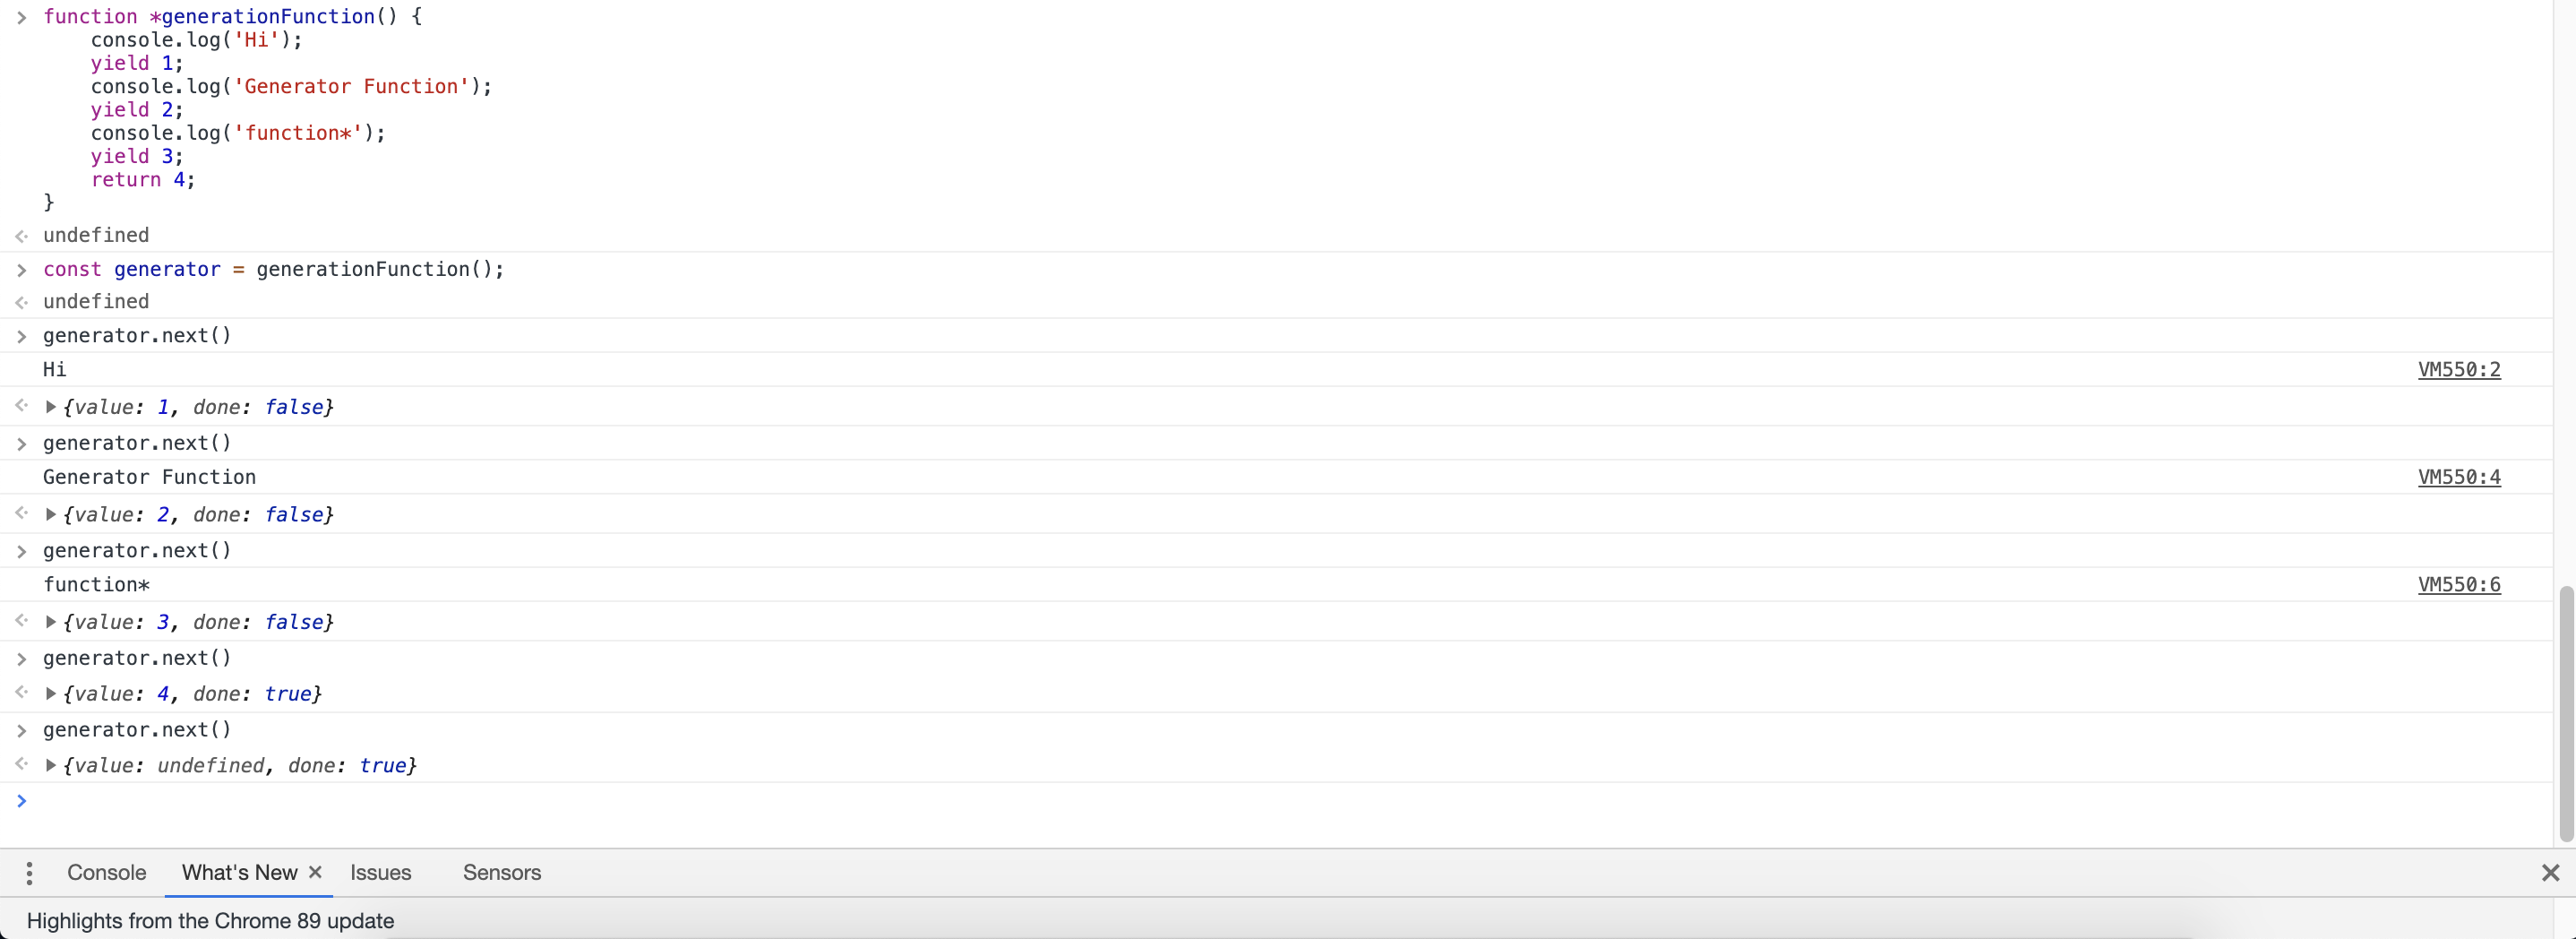 function *generationFunction() {
console.log('Hi');
yield 1;
console.log('Generator Function');
yield 2;
console.log('function*');
yield 3;
return 4;
}
undefined
const generator = generationFunction();
undefined
generator.next()
Hi VM550:2
{value: 1, done: false}
generator.next()
Generator Function VM550:4
{value: 2, done: false}
generator.next()
function* VM550:6
{value: 3, done: false}
generator.next()
{value: 4, done: true}
generator.next()
{value: undefined, done: true}
Console What's New Issues Sensors
Highlights from the Chrome 89 update